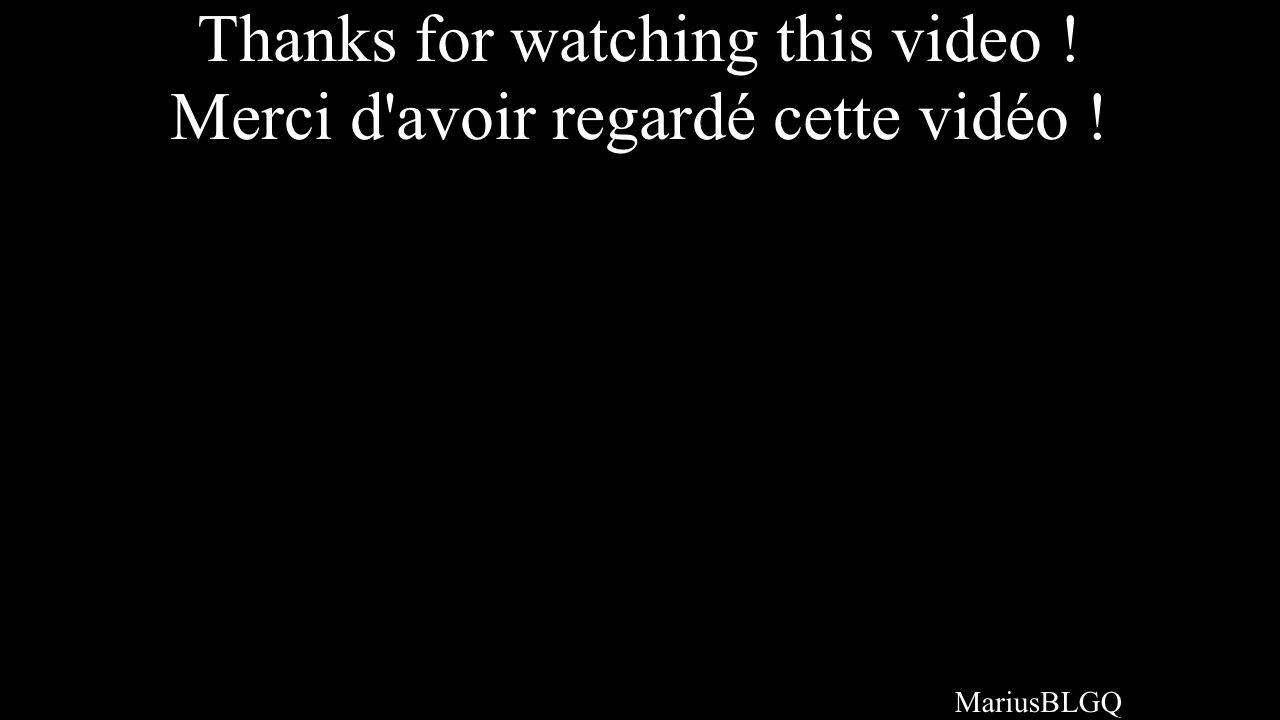 Thanks for watching this video !
Merci d'avoir regardé cette vidéo !
MariusBLGQ